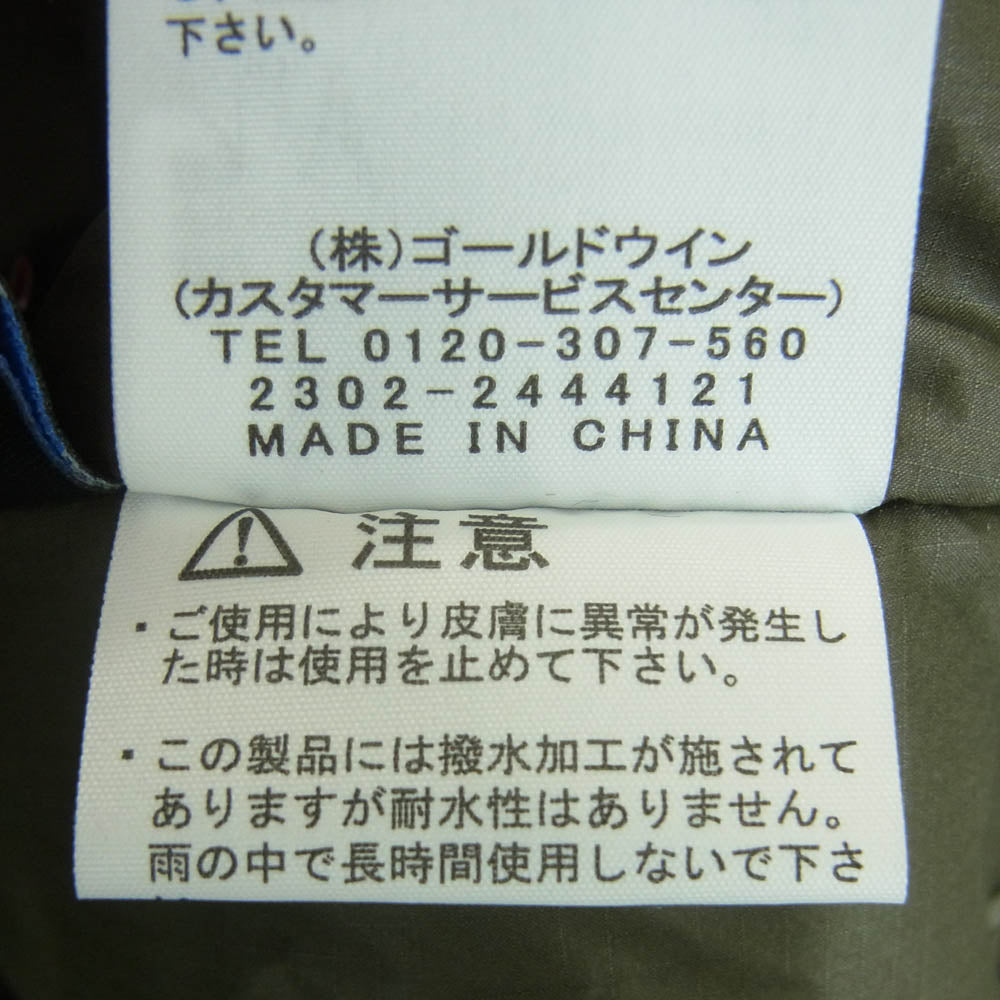 下さい。
(株)ゴールドウイン
(カスタマーサービスセンター)
TEL 0120-307-560
2302-2444121
MADE IN CHINA
注意
・ご使用により皮膚に異常が発生し
た時は使用を止めて下さい。
・この製品には撥水加工が施されて
ありますが耐水性はありません。
雨の中で長時間使用しないで下さ